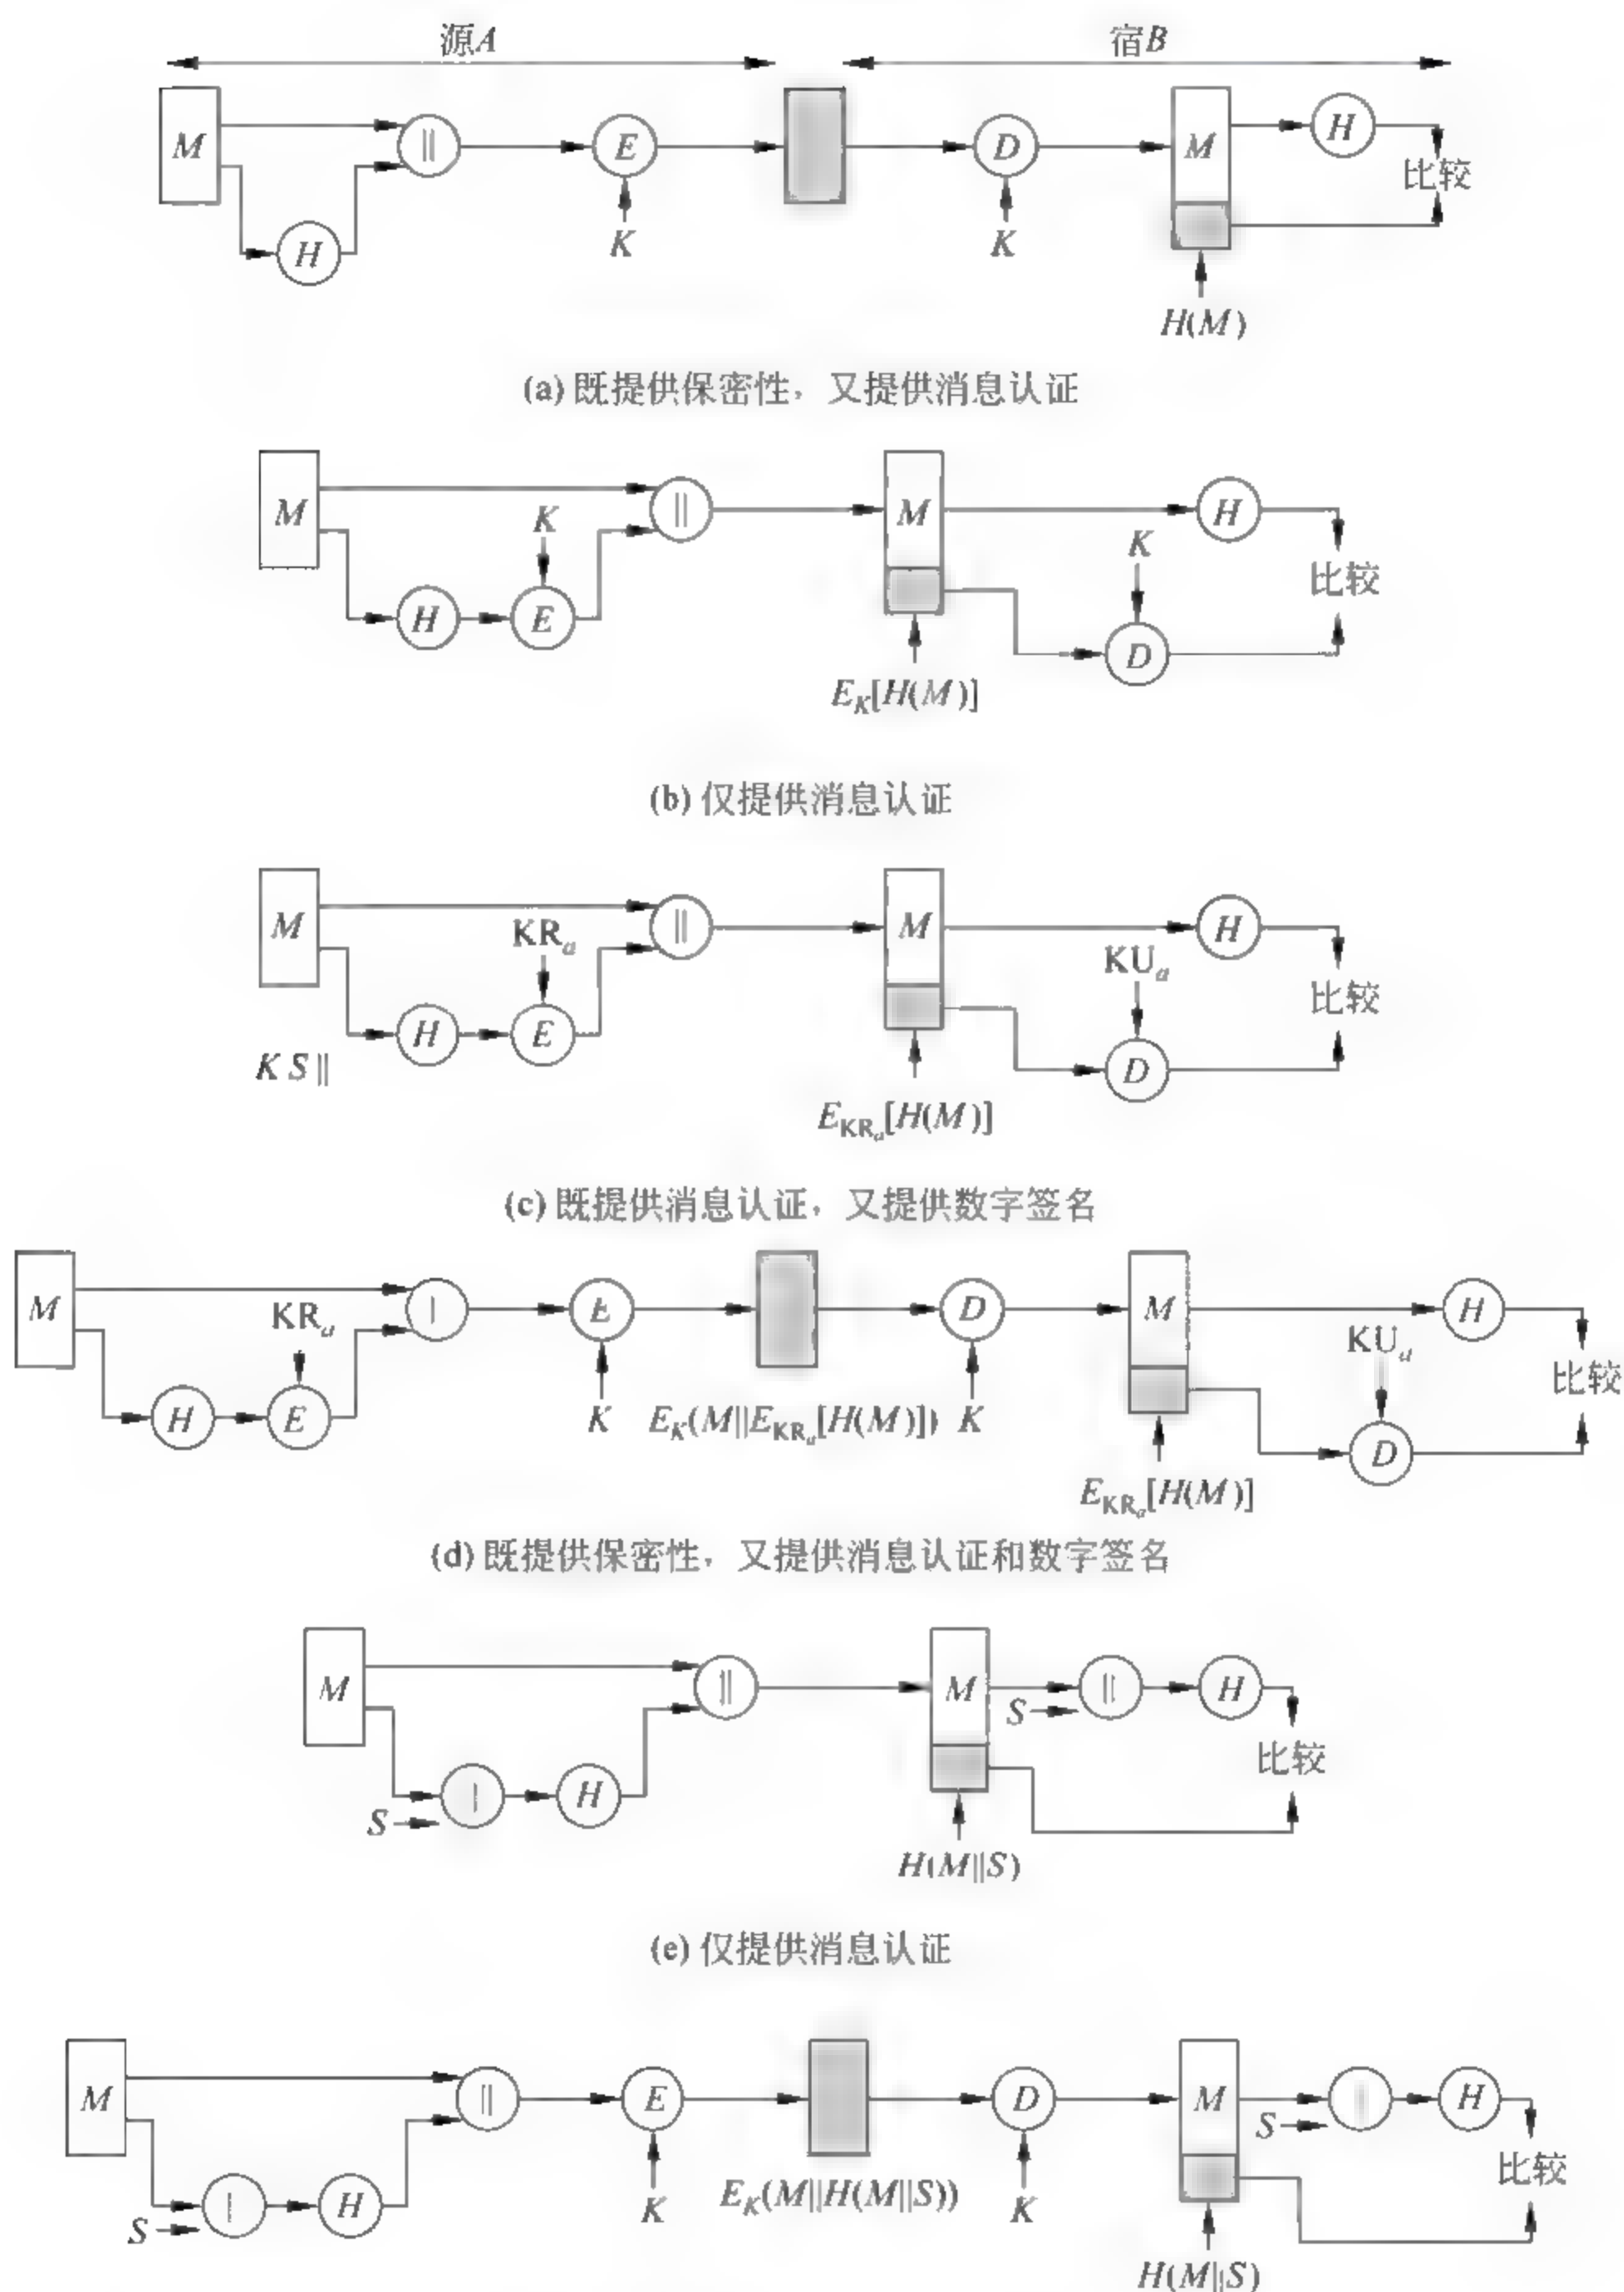 源A 宿B
M || E D M H
K K 比较
H
H(M)
(a) 既提供保密性，又提供消息认证
M || M H
K K 比较
H E D
E_K[H(M)]
(b) 仅提供消息认证
M || M H
KR_a KU_a 比较
H E D
K S ||
E_KR_a[H(M)]
(c) 既提供消息认证，又提供数字签名
M | E D M H
KR_a KU_a 比较
H E K E_K(M||E_KR_a[H(M)]) K D
E_KR_a[H(M)]
(d) 既提供保密性，又提供消息认证和数字签名
M || M || H
S 比较
| H
S
H(M||S)
(e) 仅提供消息认证
M || E D M || H
S 比较
| H K E_K(M||H(M||S)) K
S
H(M||S)